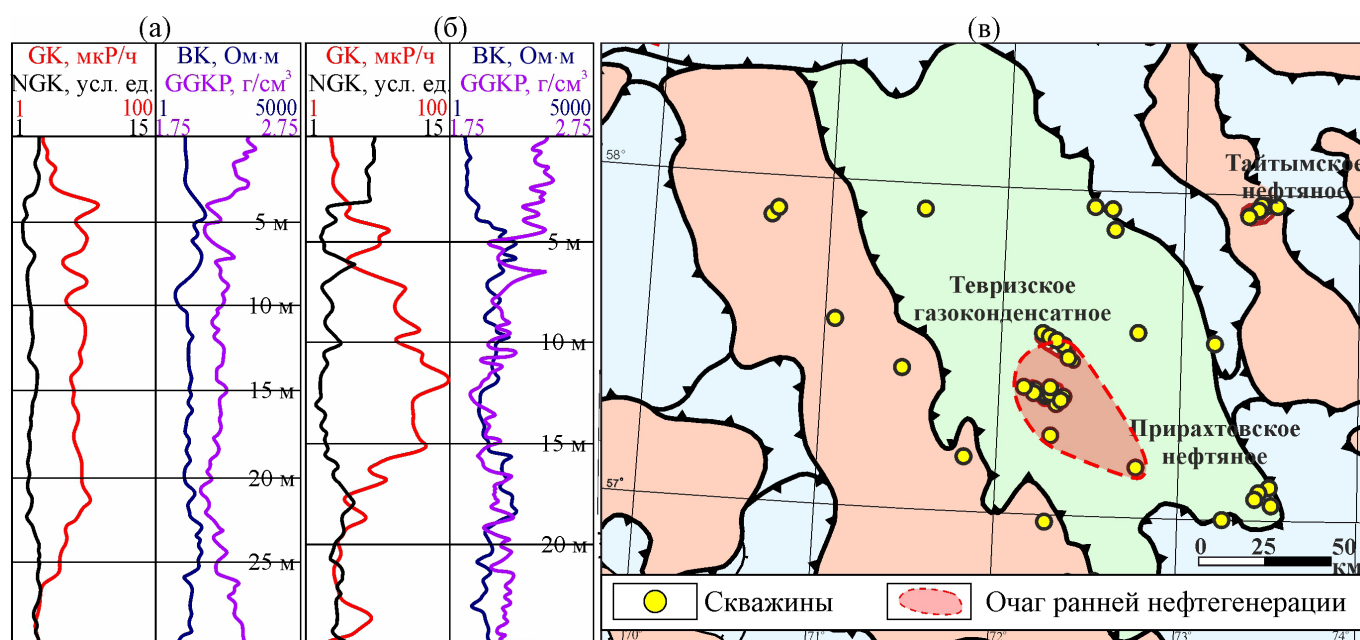 (а)
GK, мкР/ч
NGK, усл. ед.
1 100
1 15
BK, Ом·м
GGKP, г/см³
1 5000
1.75 2.75
5 м
10 м
15 м
20 м
25 м
(б)
GK, мкР/ч
NGK, усл. ед.
1 100
1 15
BK, Ом·м
GGKP, г/см³
1 5000
1.75 2.75
5 м
10 м
15 м
20 м
(в)
58°
Тайтымское
нефтяное
Тевризское
газоконденсатное
Прирахтовское
нефтяное
57°
0 25 50
км
Скважины
Очаг ранней нефтегенерации
70° 71° 72° 73° 74°